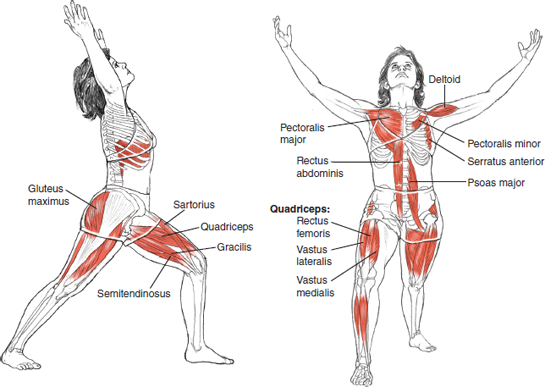 Gluteus
maximus
Sartorius
Quadriceps
Gracilis
Semitendinosus
Deltoid
Pectoralis
major
Pectoralis minor
Serratus anterior
Rectus
abdominis
Psoas major
Quadriceps:
Rectus
femoris
Vastus
lateralis
Vastus
medialis